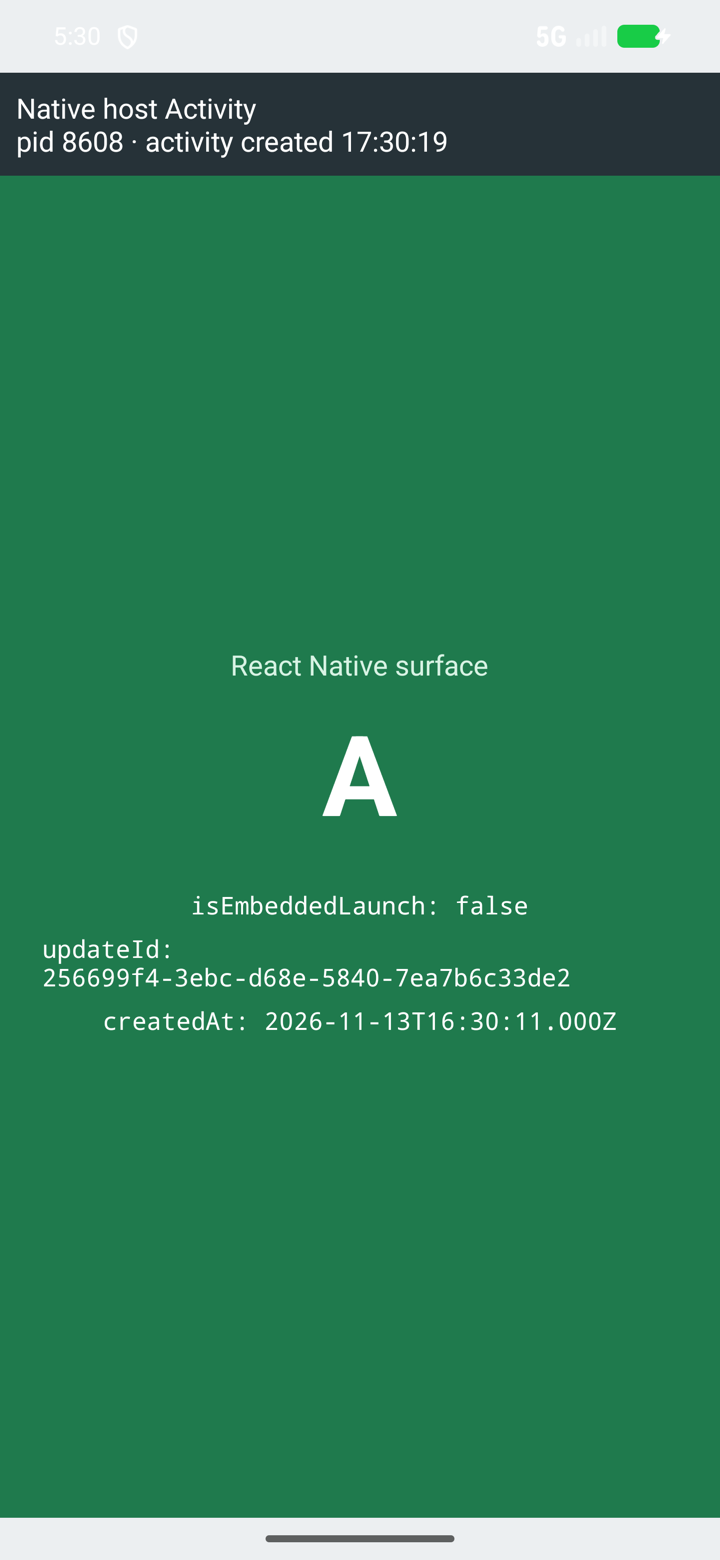 5:30
5G
Native host Activity
pid 8608 · activity created 17:30:19
React Native surface
A
isEmbeddedLaunch: false
updateId:
256699f4-3ebc-d68e-5840-7ea7b6c33de2
createdAt: 2026-11-13T16:30:11.000Z